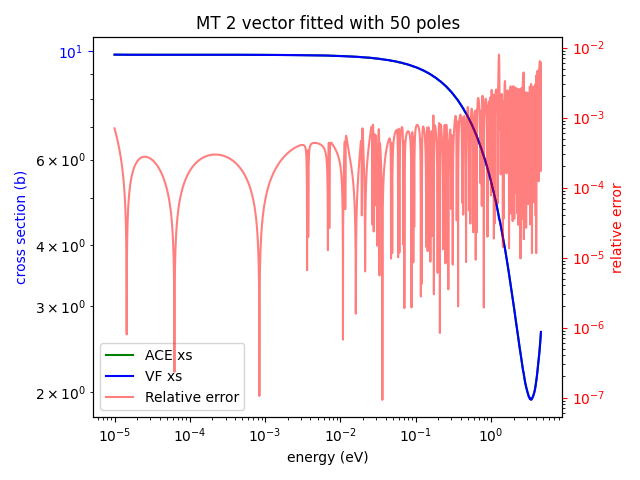 MT 2 vector fitted with 50 poles
cross section (b)
10¹
6 × 10⁰
4 × 10⁰
3 × 10⁰
2 × 10⁰
10⁻²
10⁻³
10⁻⁴
10⁻⁵
10⁻⁶
10⁻⁷
relative error
ACE xs
VF xs
Relative error
10⁻⁵ 10⁻⁴ 10⁻³ 10⁻² 10⁻¹ 10⁰
energy (eV)